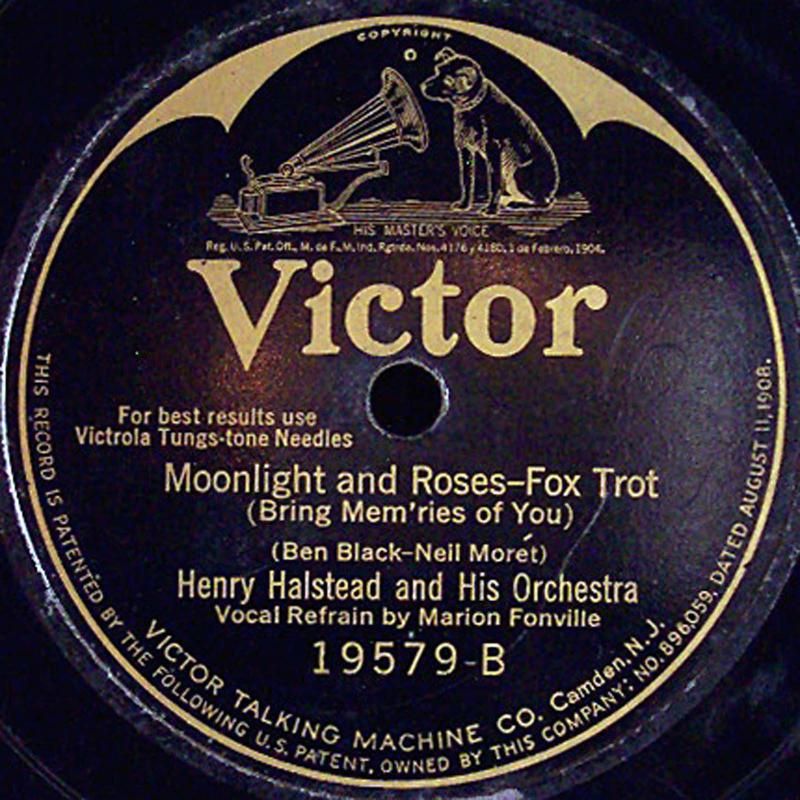 COPYRIGHT
HIS MASTER'S VOICE
Reg. U.S. Pat. Off., M. de F., M. Ind. Rgtrda. Nos. 4176 y 4180, 1 de Febrero, 1904.
Victor
For best results use
Victrola Tungs-tone Needles
Moonlight and Roses–Fox Trot
(Bring Mem'ries of You)
(Ben Black–Neil Morét)
Henry Halstead and His Orchestra
Vocal Refrain by Marion Fonville
19579-B
VICTOR TALKING MACHINE CO. Camden, N. J.
THIS RECORD IS PATENTED BY THE FOLLOWING U.S. PATENT, OWNED BY THIS COMPANY: NO. 896,059, DATED AUGUST 11, 1908.